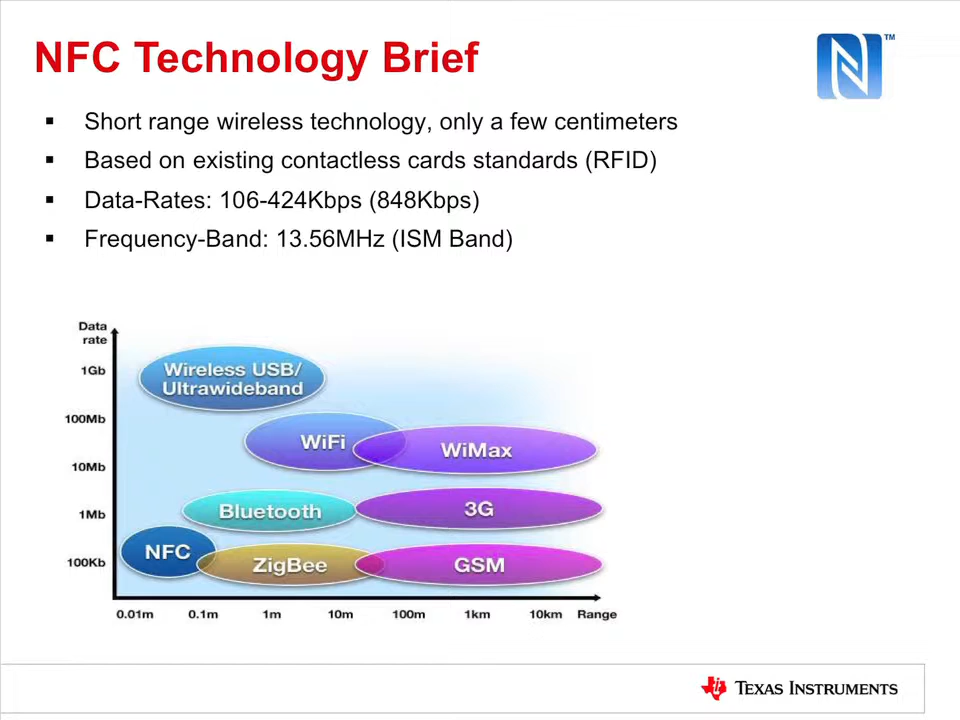 NFC Technology Brief
TM
▪ Short range wireless technology, only a few centimeters
▪ Based on existing contactless cards standards (RFID)
▪ Data-Rates: 106-424Kbps (848Kbps)
▪ Frequency-Band: 13.56MHz (ISM Band)
Data
rate
1Gb
Wireless USB/
Ultrawideband
100Mb
WiFi
WiMax
10Mb
1Mb
Bluetooth
3G
100Kb
NFC
ZigBee
GSM
0.01m 0.1m 1m 10m 100m 1km 10km Range
TEXAS INSTRUMENTS